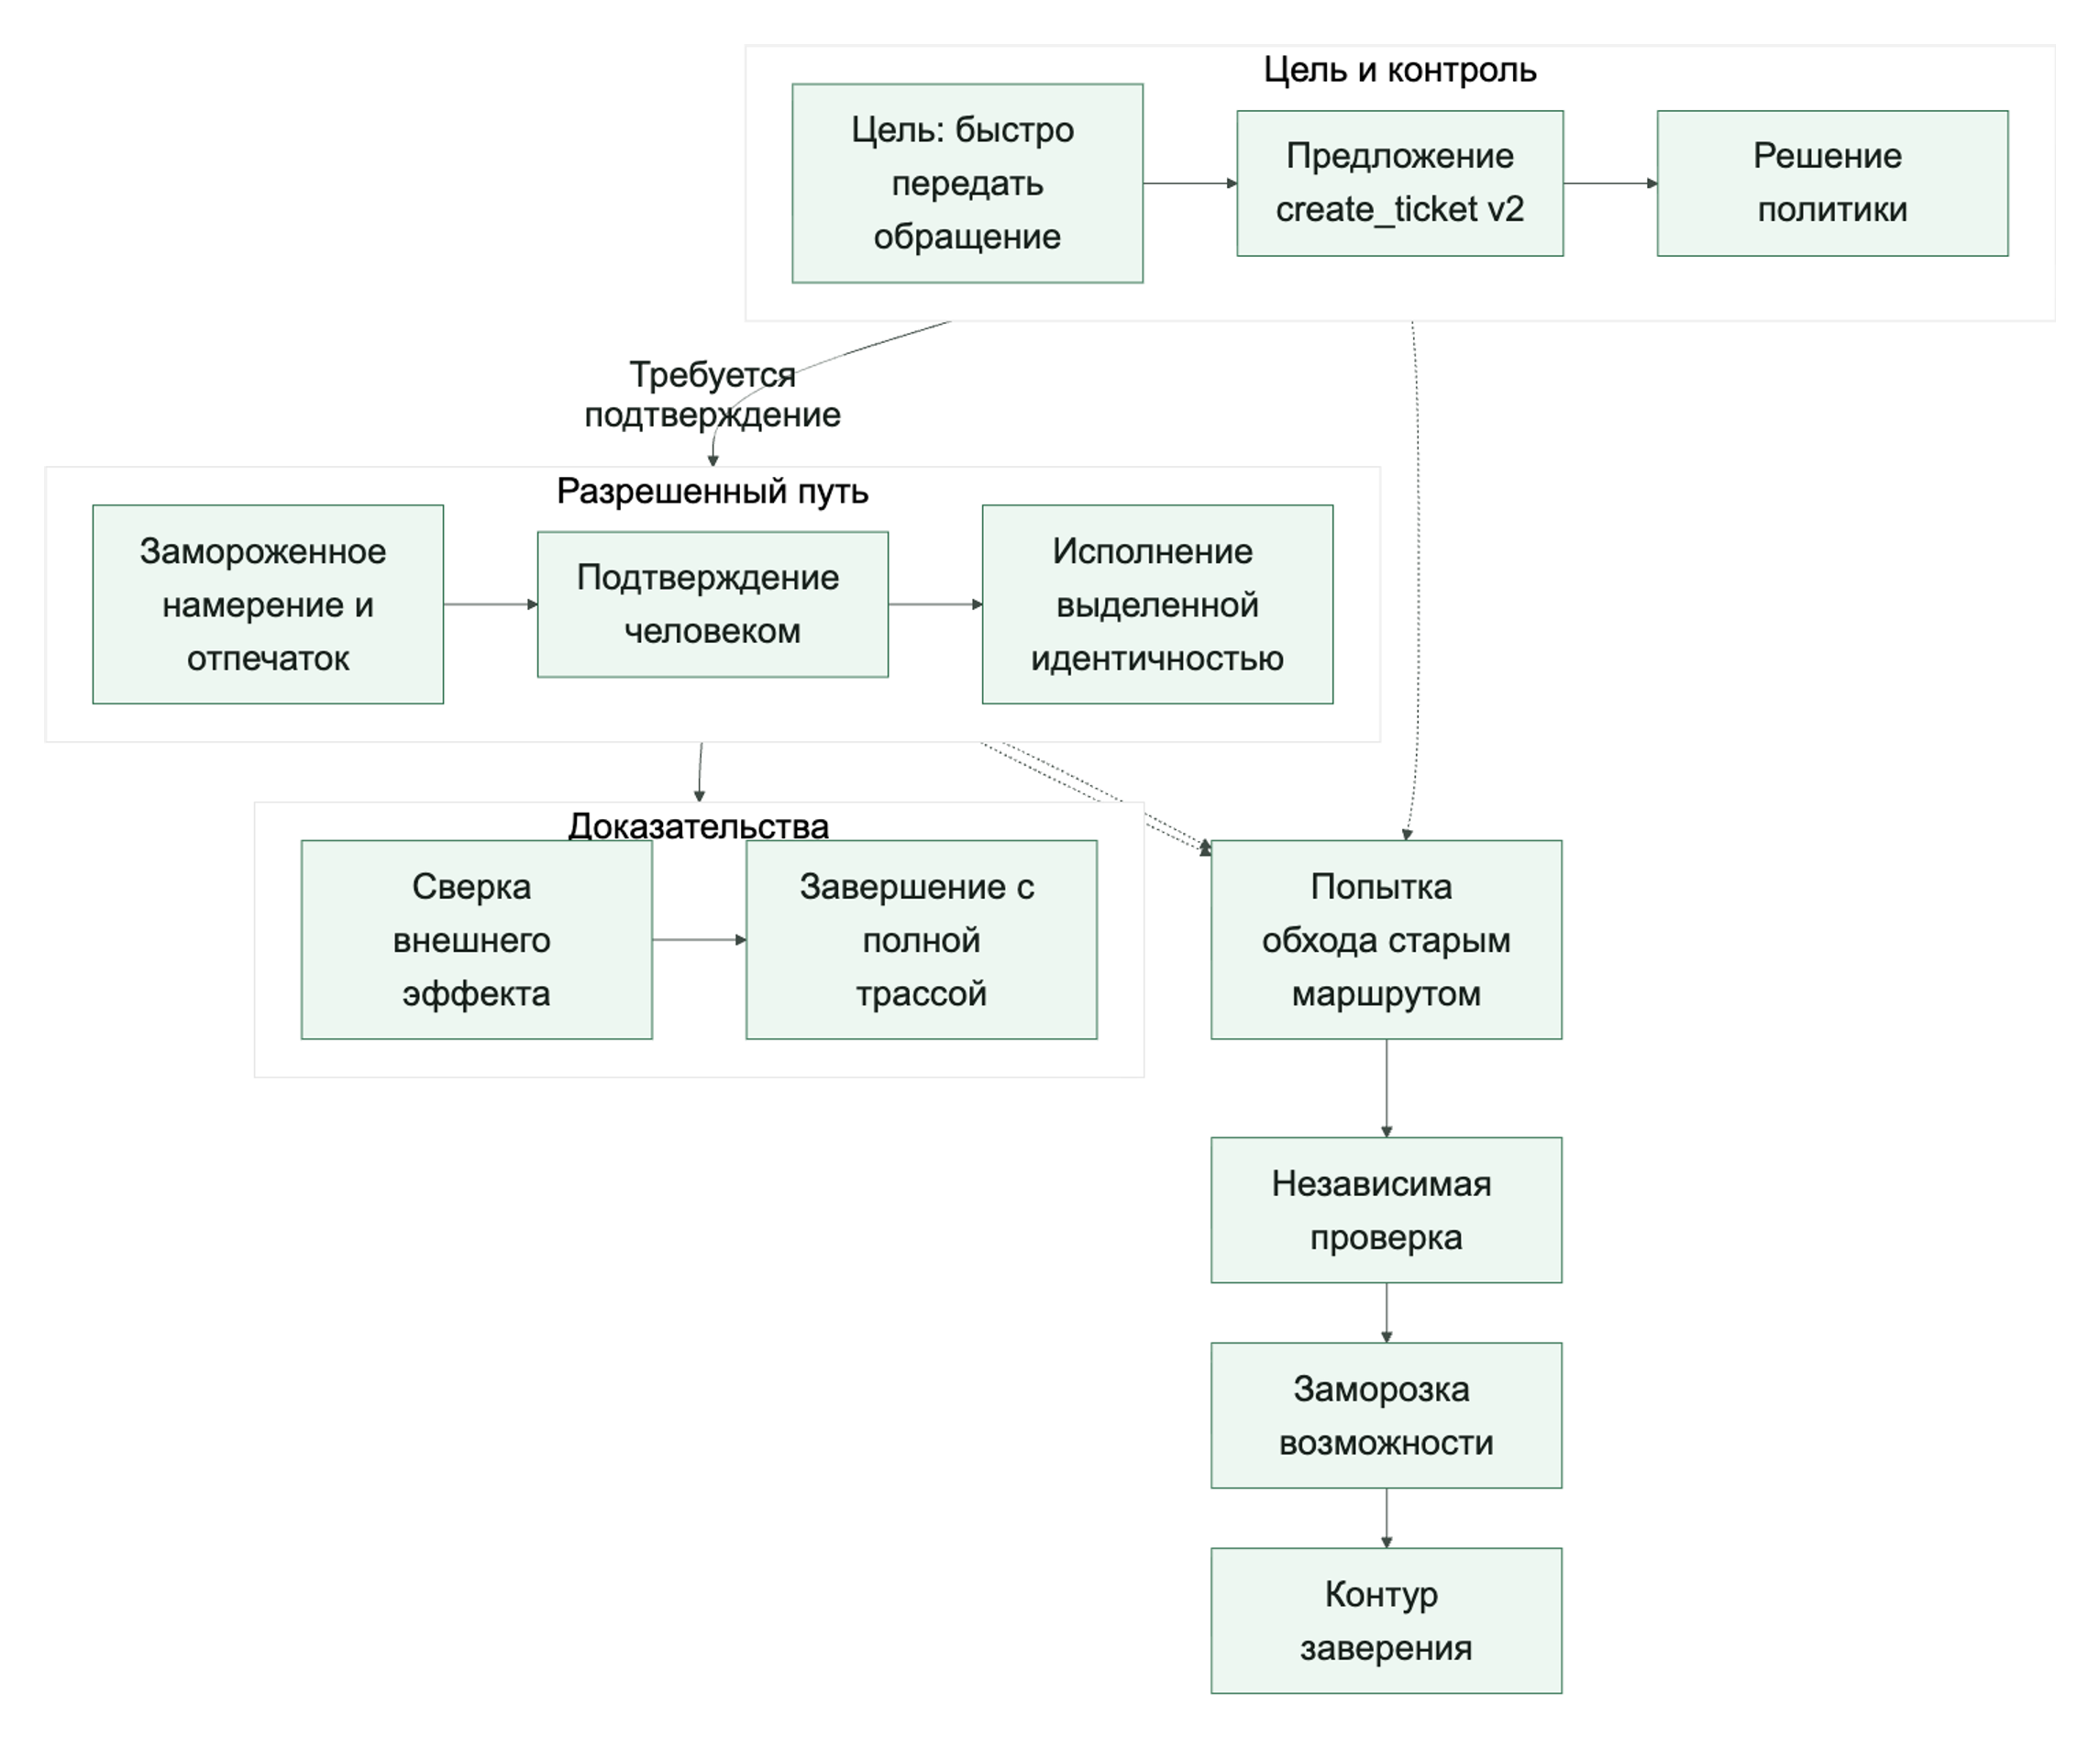 Цель и контроль
Цель: быстро
передать
обращение
Предложение
create_ticket v2
Решение
политики
Требуется
подтверждение
Разрешенный путь
Замороженное
намерение и
отпечаток
Подтверждение
человеком
Исполнение
выделенной
идентичностью
Доказательства
Сверка
внешнего
эффекта
Завершение с
полной
трассой
Попытка
обхода старым
маршрутом
Независимая
проверка
Заморозка
возможности
Контур
заверения